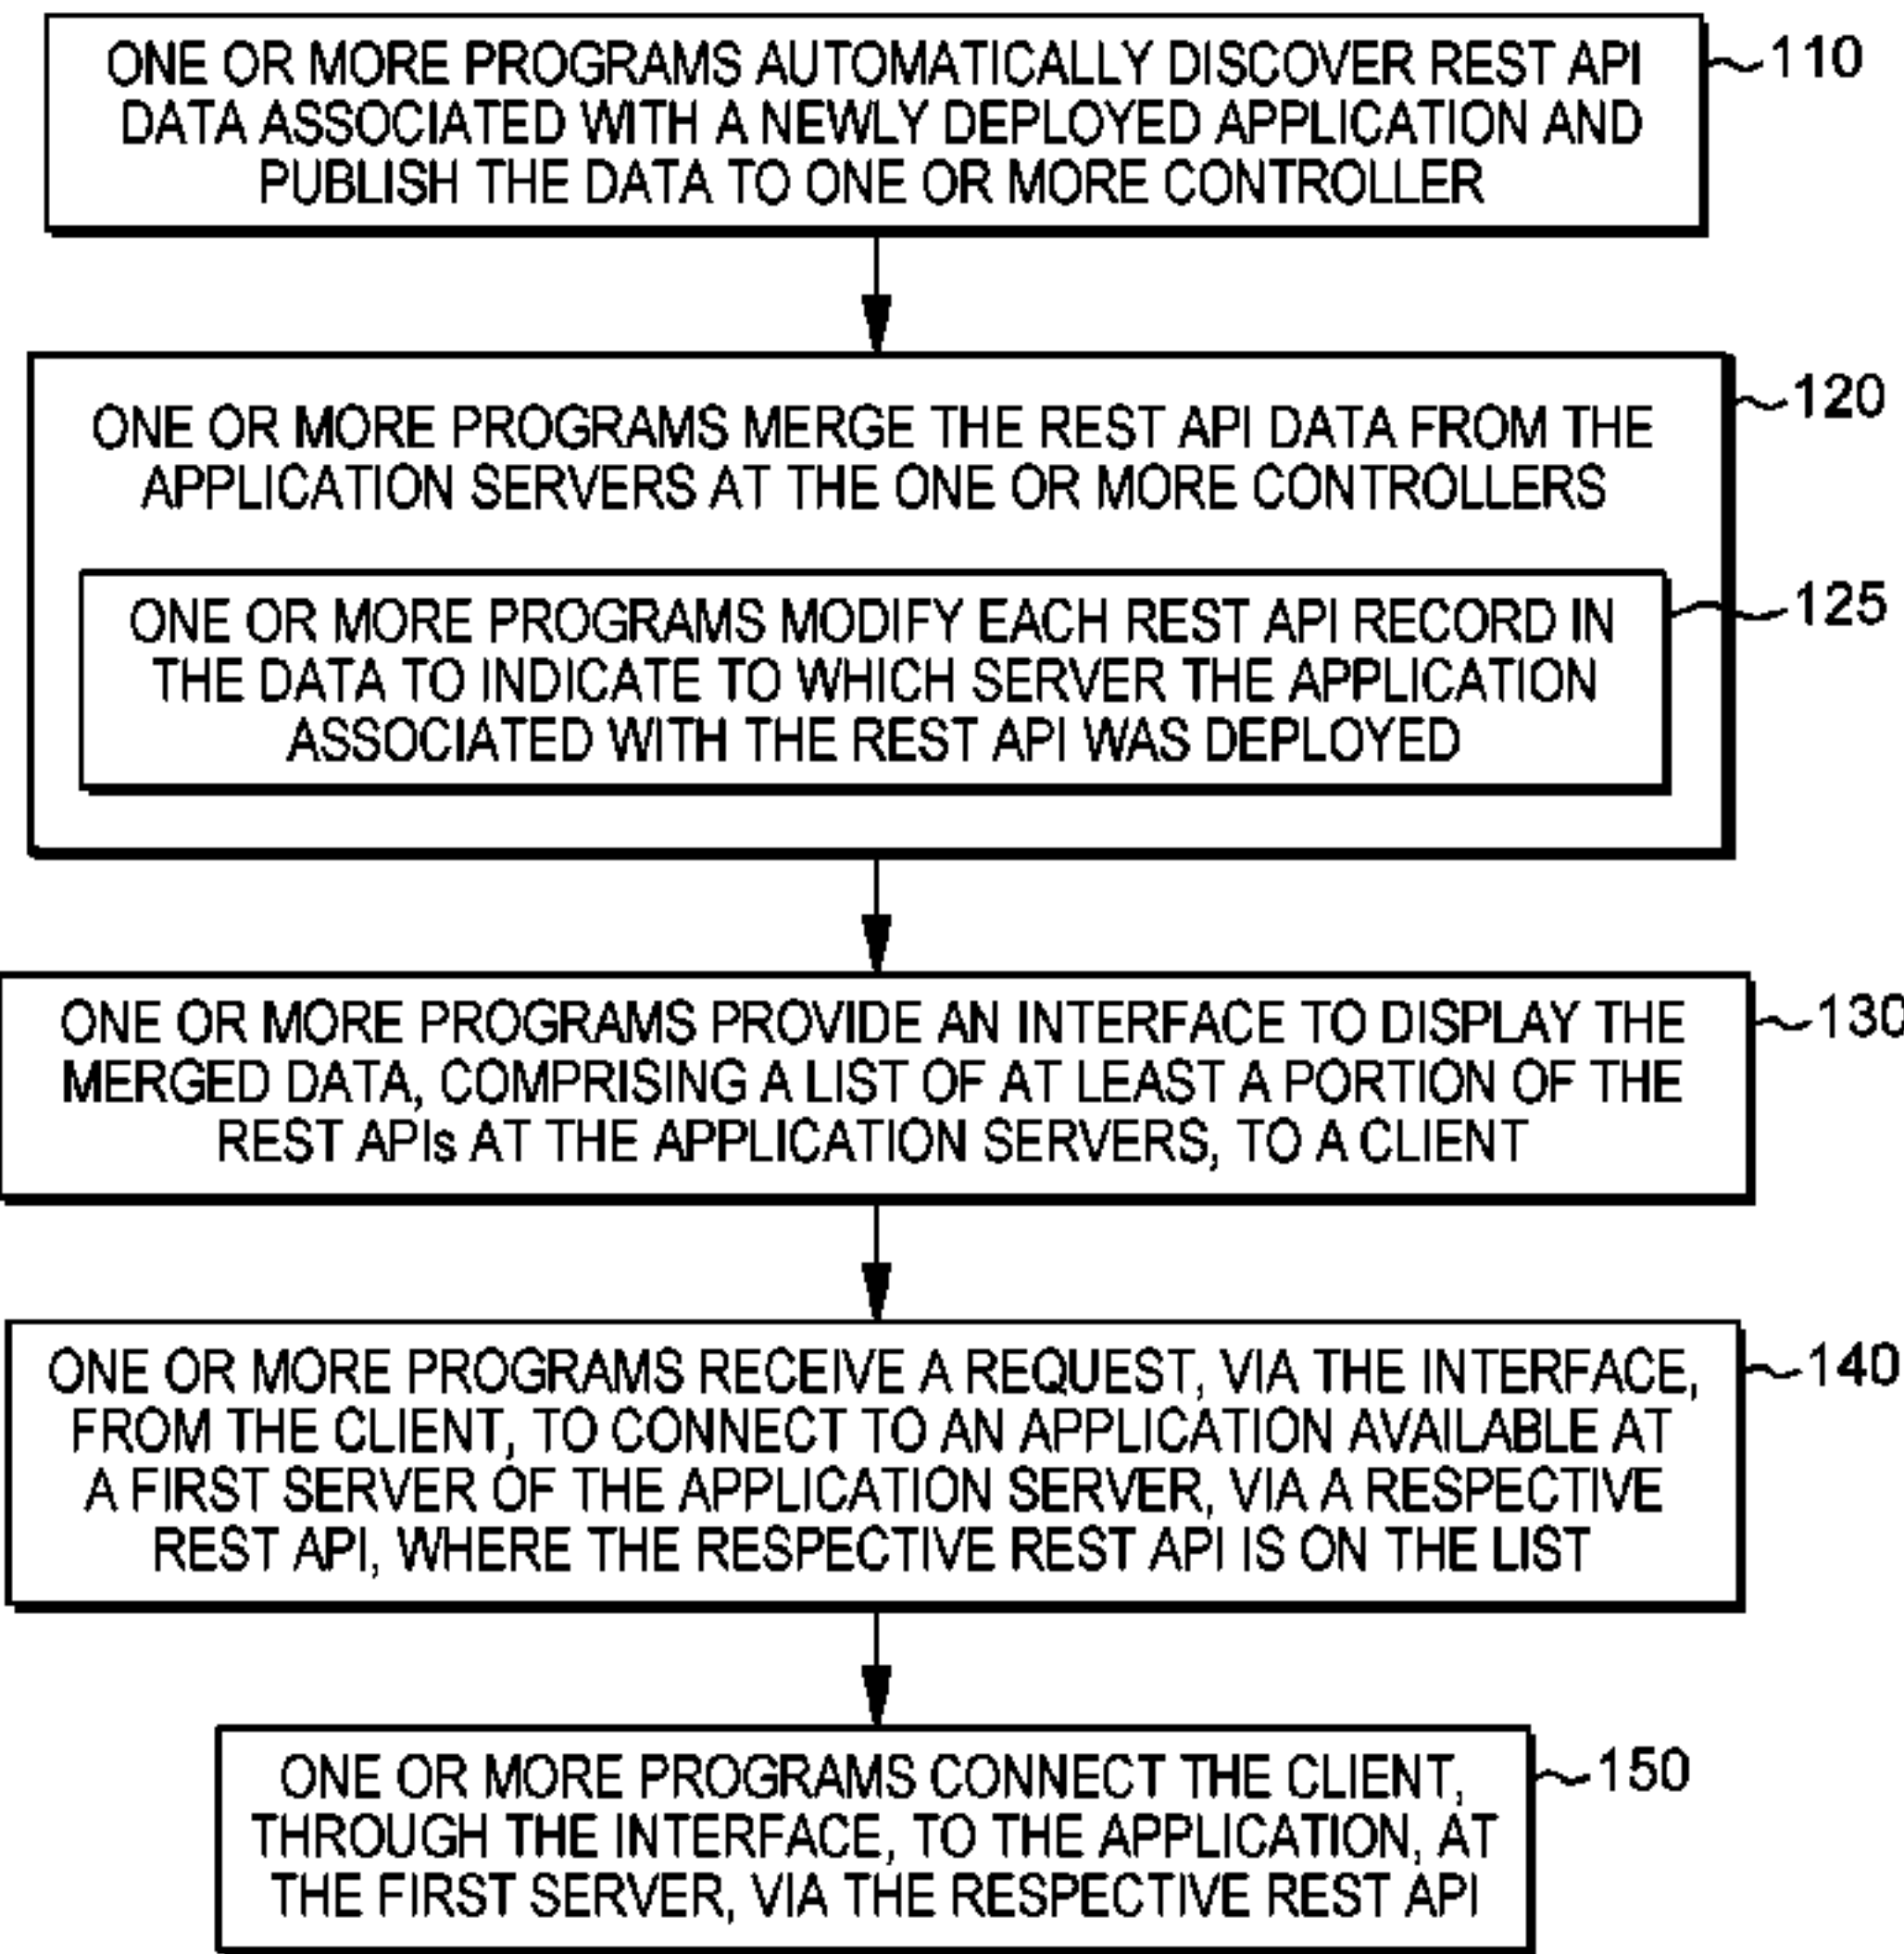 ONE OR MORE PROGRAMS AUTOMATICALLY DISCOVER REST API
DATA ASSOCIATED WITH A NEWLY DEPLOYED APPLICATION AND
PUBLISH THE DATA TO ONE OR MORE CONTROLLER
110
ONE OR MORE PROGRAMS MERGE THE REST API DATA FROM THE
APPLICATION SERVERS AT THE ONE OR MORE CONTROLLERS
120
ONE OR MORE PROGRAMS MODIFY EACH REST API RECORD IN
THE DATA TO INDICATE TO WHICH SERVER THE APPLICATION
ASSOCIATED WITH THE REST API WAS DEPLOYED
125
ONE OR MORE PROGRAMS PROVIDE AN INTERFACE TO DISPLAY THE
MERGED DATA, COMPRISING A LIST OF AT LEAST A PORTION OF THE
REST APIs AT THE APPLICATION SERVERS, TO A CLIENT
130
ONE OR MORE PROGRAMS RECEIVE A REQUEST, VIA THE INTERFACE,
FROM THE CLIENT, TO CONNECT TO AN APPLICATION AVAILABLE AT
A FIRST SERVER OF THE APPLICATION SERVER, VIA A RESPECTIVE
REST API, WHERE THE RESPECTIVE REST API IS ON THE LIST
140
ONE OR MORE PROGRAMS CONNECT THE CLIENT,
THROUGH THE INTERFACE, TO THE APPLICATION, AT
THE FIRST SERVER, VIA THE RESPECTIVE REST API
150